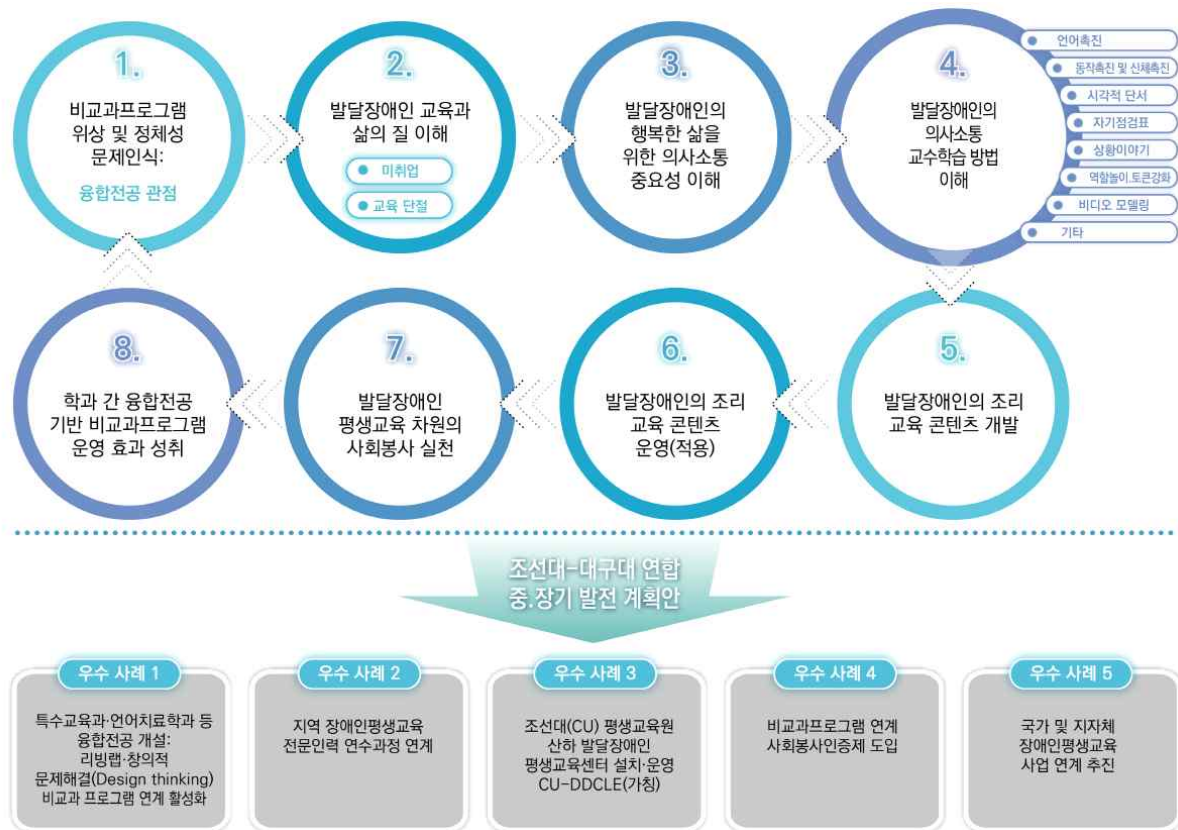 1.
비교과프로그램
위상 및 정체성
문제인식:
융합전공 관점
2.
발달장애인 교육과
삶의 질 이해
미취업
교육 단절
3.
발달장애인의
행복한 삶을
위한 의사소통
중요성 이해
4.
발달장애인의
의사소통
교수학습 방법
이해
언어촉진
동작촉진 및 신체촉진
시각적 단서
자기점검표
상황이야기
역할놀이.토큰강화
비디오 모델링
기타
8.
학과 간 융합전공
기반 비교과프로그램
운영 효과 성취
7.
발달장애인
평생교육 차원의
사회봉사 실천
6.
발달장애인의 조리
교육 콘텐츠
운영(적용)
5.
발달장애인의 조리
교육 콘텐츠 개발
조선대-대구대 연합
중.장기 발전 계획안
우수 사례 1
특수교육과·언어치료학과 등
융합전공 개설:
리빙랩·창의적
문제해결(Design thinking)
비교과 프로그램 연계 활성화
우수 사례 2
지역 장애인평생교육
전문인력 연수과정 연계
우수 사례 3
조선대(CU) 평생교육원
산하 발달장애인
평생교육센터 설치·운영
CU-DDCLE(가칭)
우수 사례 4
비교과프로그램 연계
사회봉사인증제 도입
우수 사례 5
국가 및 지자체
장애인평생교육
사업 연계 추진